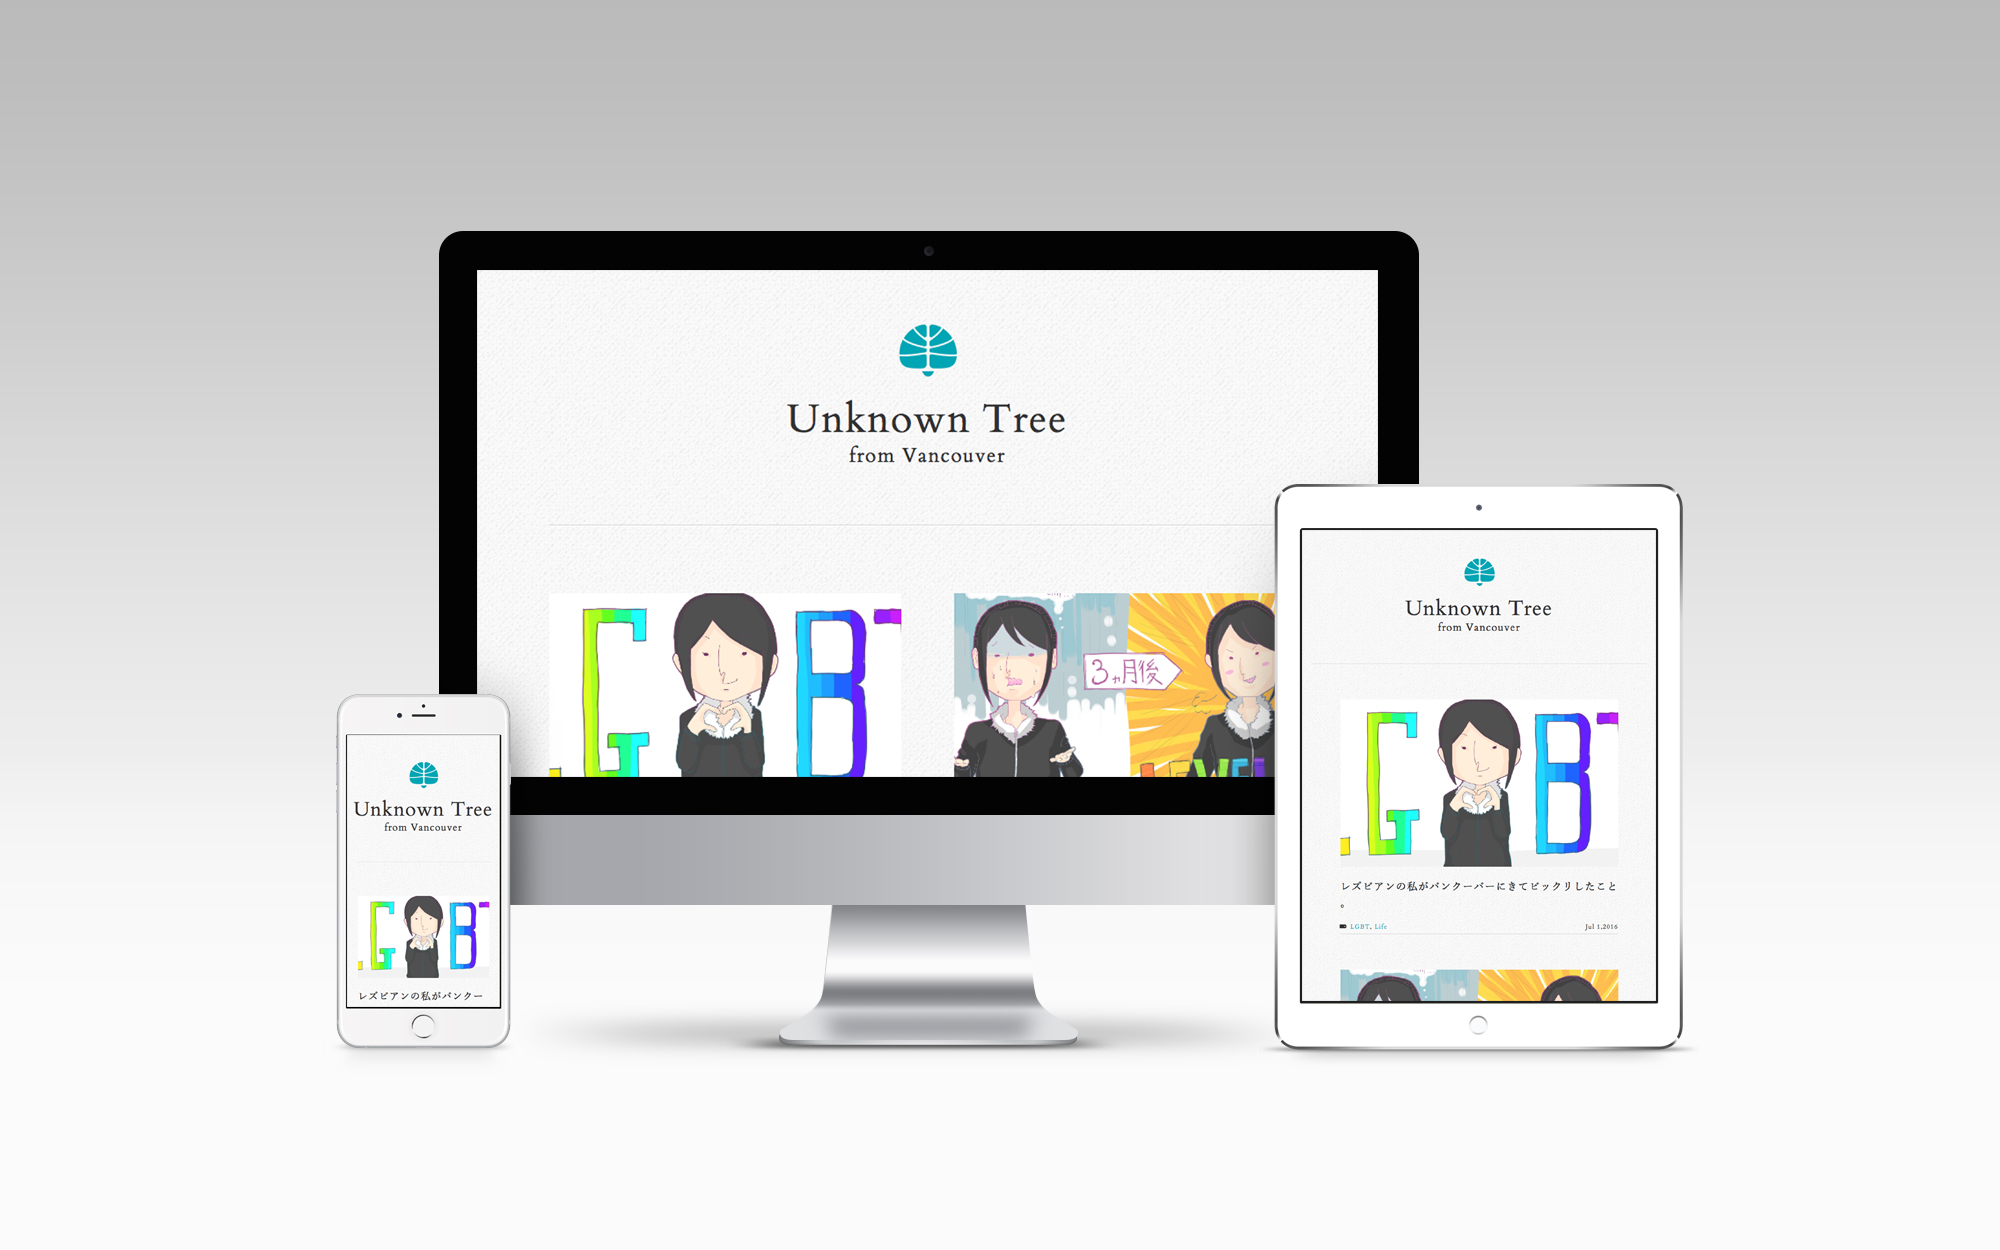 Unknown Tree
from Vancouver
G B T
3ヵ月後
LEVEL
Unknown Tree
from Vancouver
LGBT
レズビアンの私がバンクーバーにきてビックリしたこと
。
LGBT, Life
Jul 1,2016
Unknown Tree
from Vancouver
LGBT
レズビアンの私がバンクー